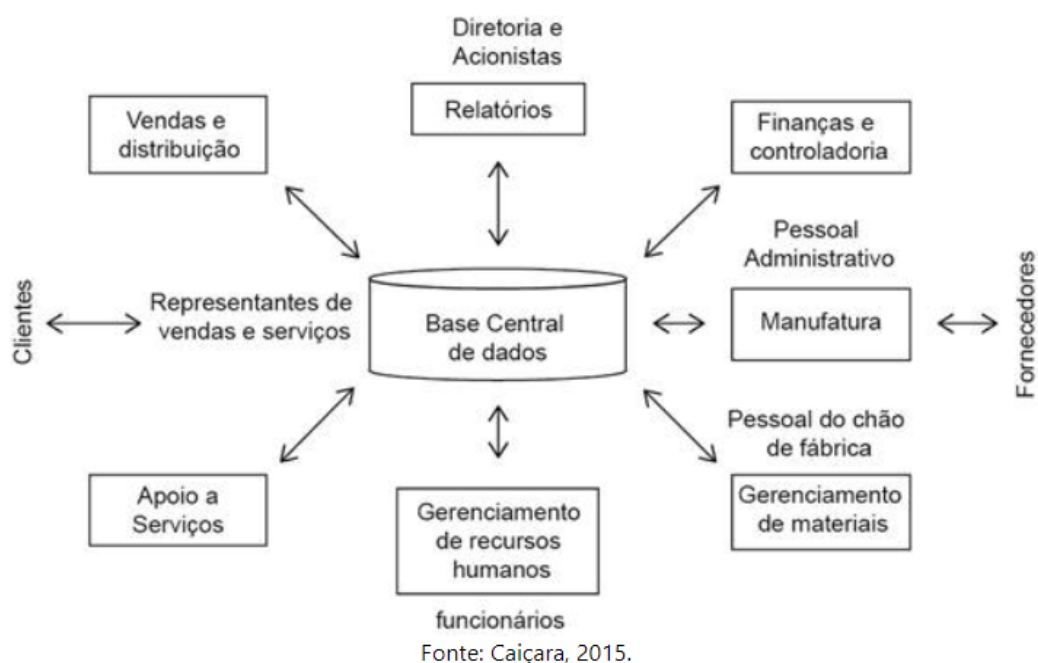 Diretoria e
Acionistas
Relatórios
Vendas e
distribuição
Finanças e
controladoria
Pessoal
Administrativo
Clientes
Representantes de
vendas e serviços
Base Central
de dados
Manufatura
Fornecedores
Pessoal do chão
de fábrica
Apoio a
Serviços
Gerenciamento
de recursos
humanos
Gerenciamento
de materiais
funcionários
Fonte: Caiçara, 2015.